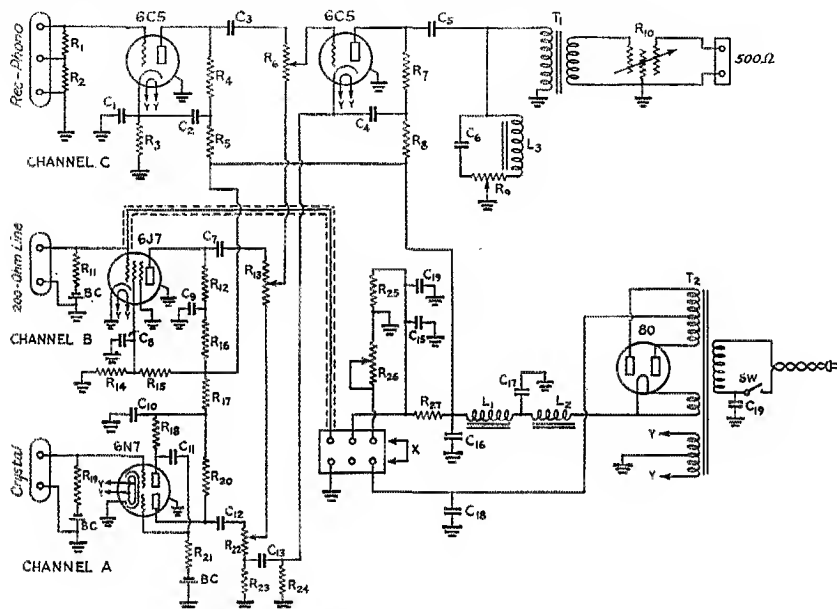 6C5
C3
6C5
C5
T1
R10
R1
R2
R4
R6
R7
500Ω
Rec-Phono
Y Y
Y Y
C1
C2
R3
R5
C4
R8
C6
L3
R9
CHANNEL C
200-Ohm Line
6J7
C7
R11
BC
Y Y
R12
R13
C9
R25
C19
T2
80
CHANNEL B
C8
R16
C15
R14
R15
R26
C17
SW
C19
R17
R27
L1
L2
C10
R18
C16
Crystal
6N7
C11
X
Y
R19
Y
Y
R20
Y
BC
C12
C18
R21
R22
C13
CHANNEL A
BC
R23
R24